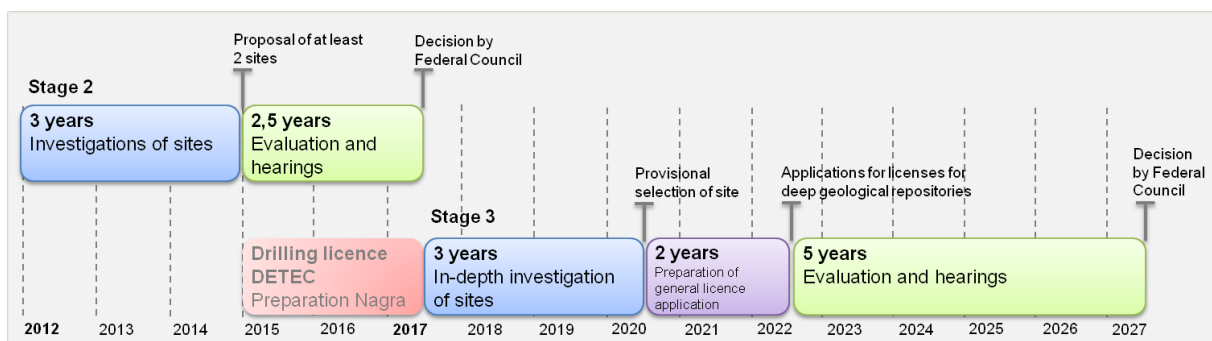 Proposal of at least
2 sites
Decision by
Federal Council
Stage 2
3 years
Investigations of sites
2,5 years
Evaluation and
hearings
Provisional
selection of site
Applications for licenses for
deep geological repositories
Decision
by Federal
Council
Stage 3
Drilling licence
DETEC
Preparation Nagra
3 years
In-depth investigation
of sites
2 years
Preparation of
general licence
application
5 years
Evaluation and hearings
2012 2013 2014 2015 2016 2017 2018 2019 2020 2021 2022 2023 2024 2025 2026 2027